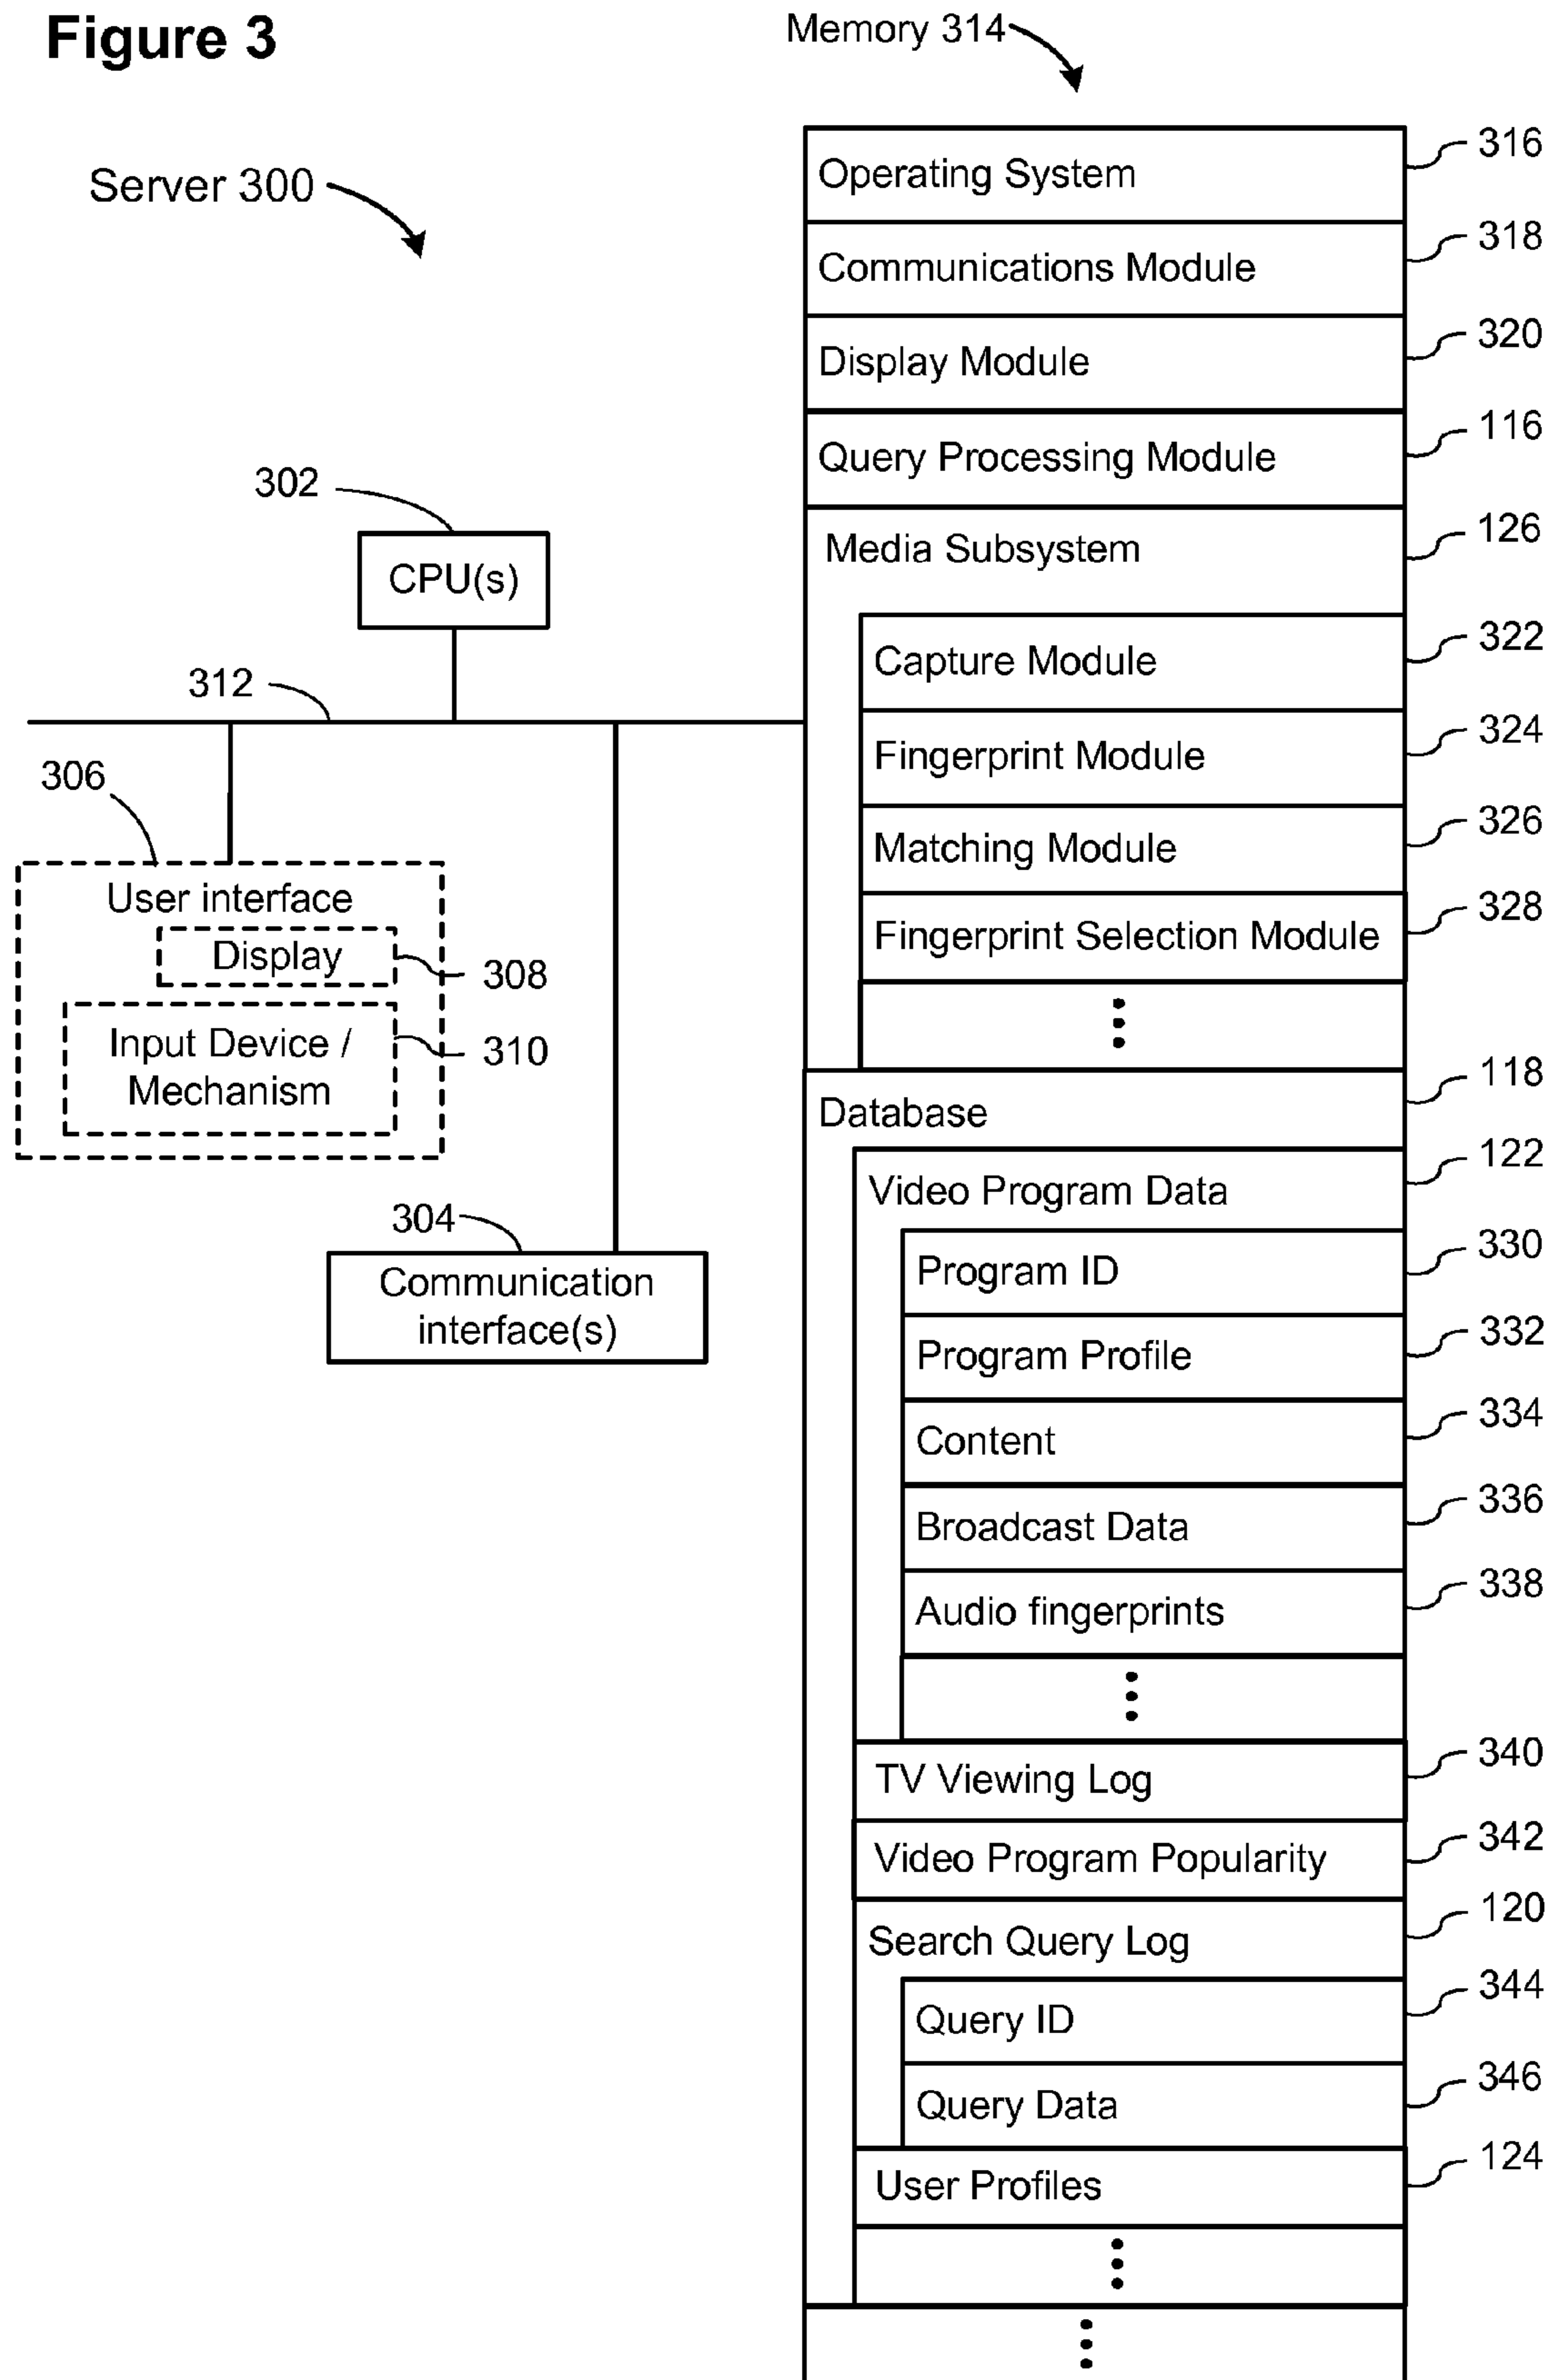 Figure 3
Memory 314
Server 300
Operating System 316
Communications Module 318
Display Module 320
Query Processing Module 116
Media Subsystem 126
Capture Module 322
Fingerprint Module 324
Matching Module 326
Fingerprint Selection Module 328
Database 118
Video Program Data 122
Program ID 330
Program Profile 332
Content 334
Broadcast Data 336
Audio fingerprints 338
TV Viewing Log 340
Video Program Popularity 342
Search Query Log 120
Query ID 344
Query Data 346
User Profiles 124
302
CPU(s)
312
306
User interface
Display 308
Input Device / 310
Mechanism
304
Communication
interface(s)